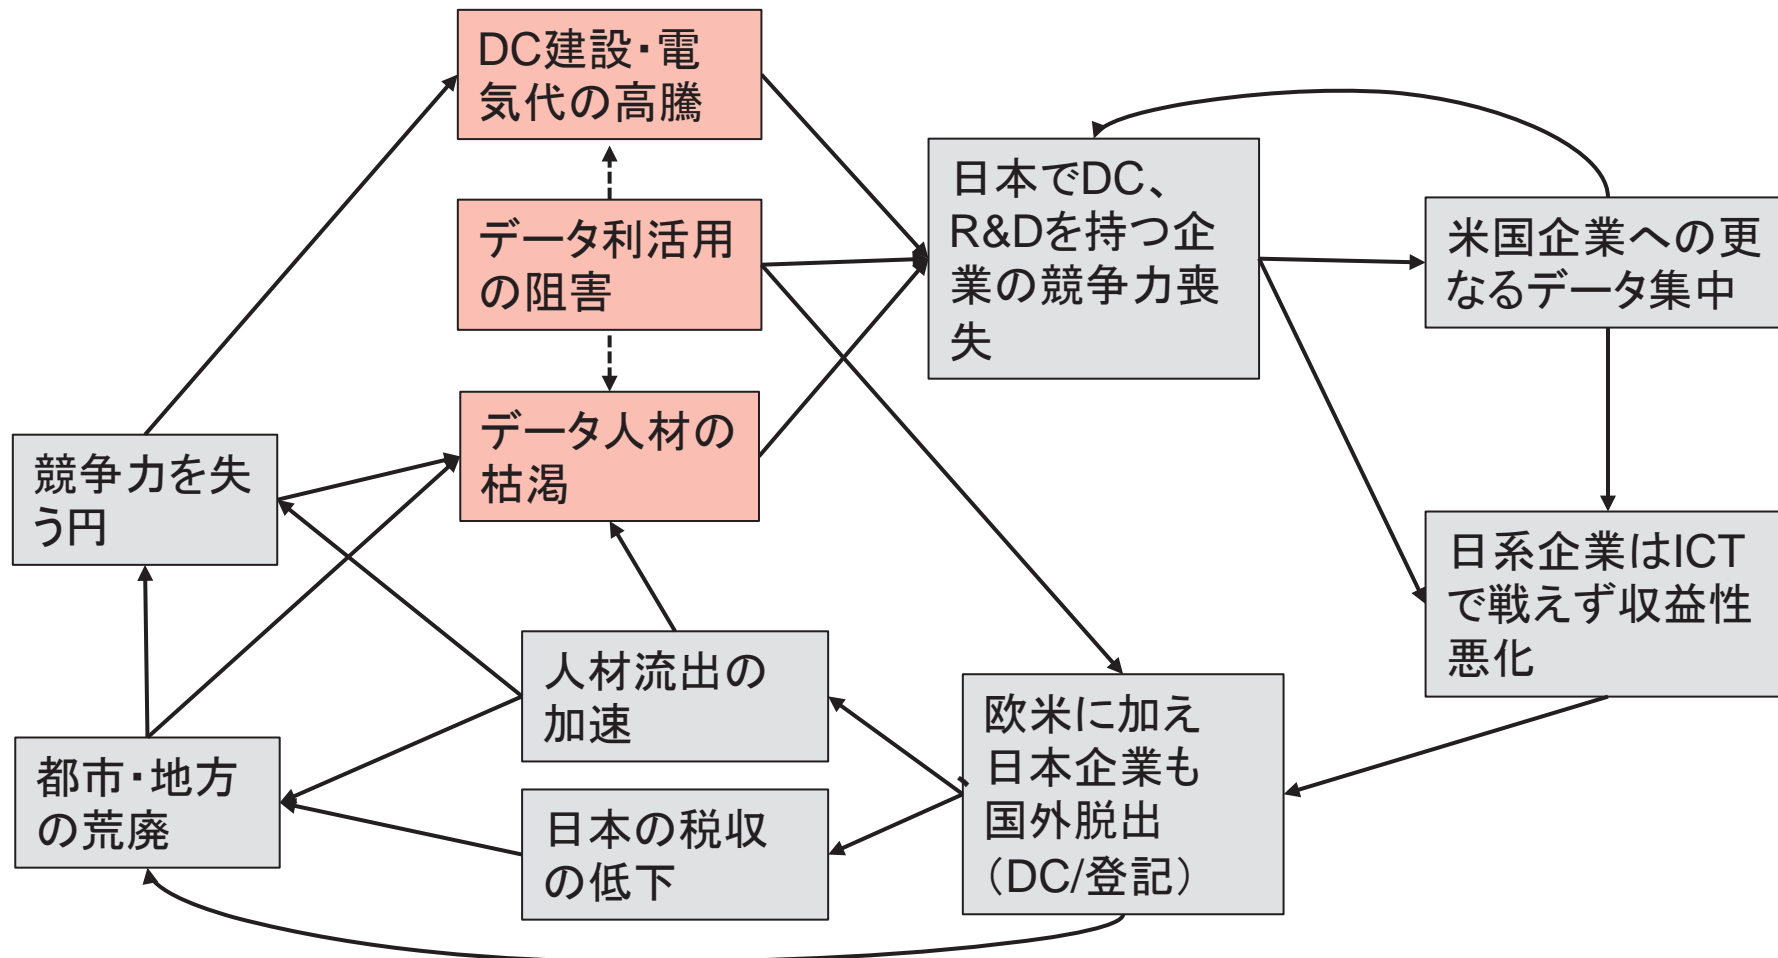 DC建設・電
気代の高騰
データ利活用
の阻害
データ人材の
枯渇
日本でDC、
R&Dを持つ企
業の競争力喪
失
米国企業への更
なるデータ集中
日系企業はICT
で戦えず収益性
悪化
競争力を失
う円
人材流出の
加速
欧米に加え
、日本企業も
国外脱出
（DC/登記）
都市・地方
の荒廃
日本の税収
の低下